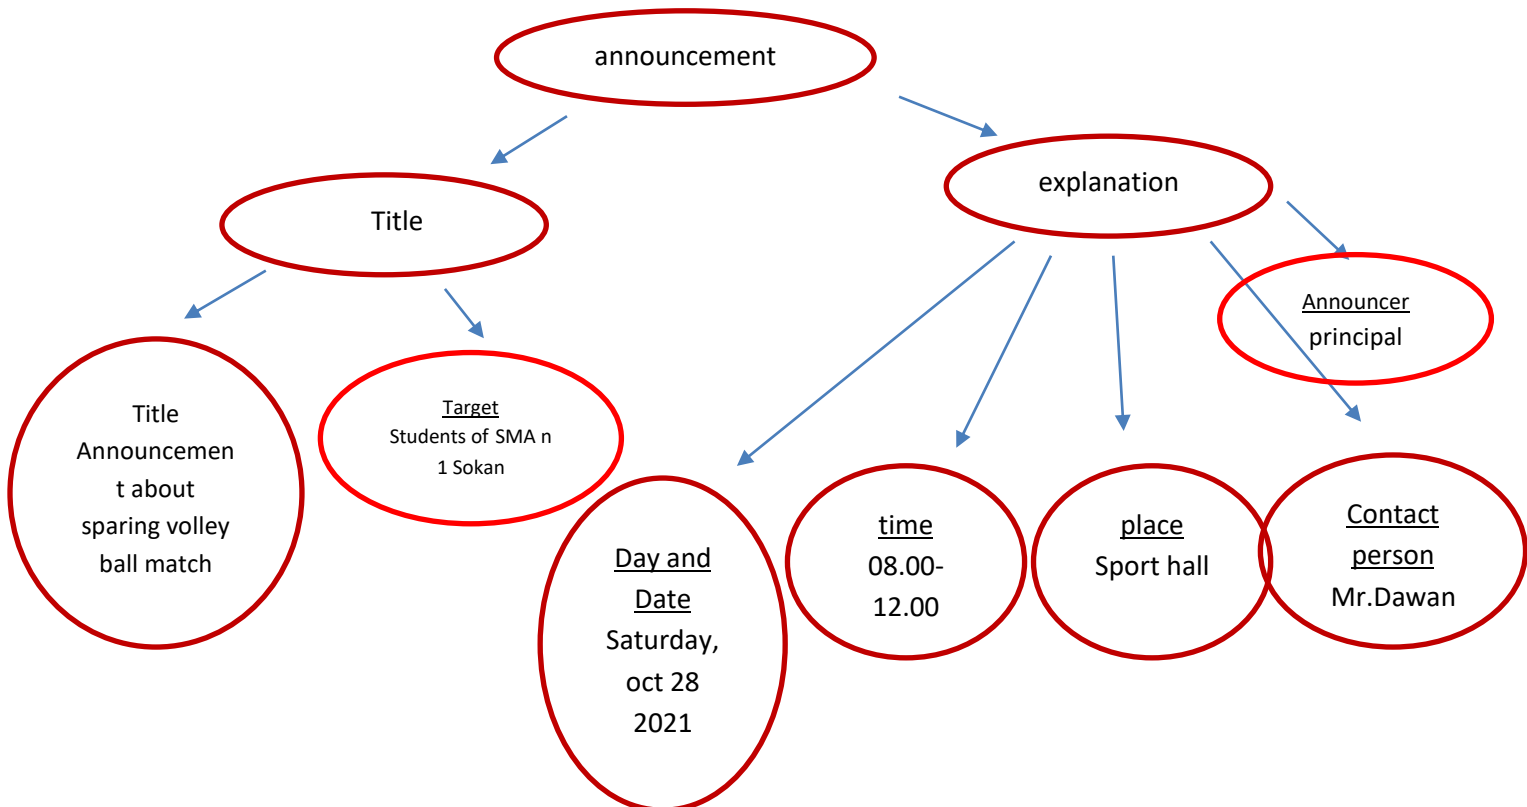 announcement
Title
explanation
Title
Announcemen
t about
sparing volley
ball match
Target
Students of SMA n
1 Sokan
Day and
Date
Saturday,
oct 28
2021
time
08.00-
12.00
place
Sport hall
Contact
person
Mr.Dawan
Announcer
principal